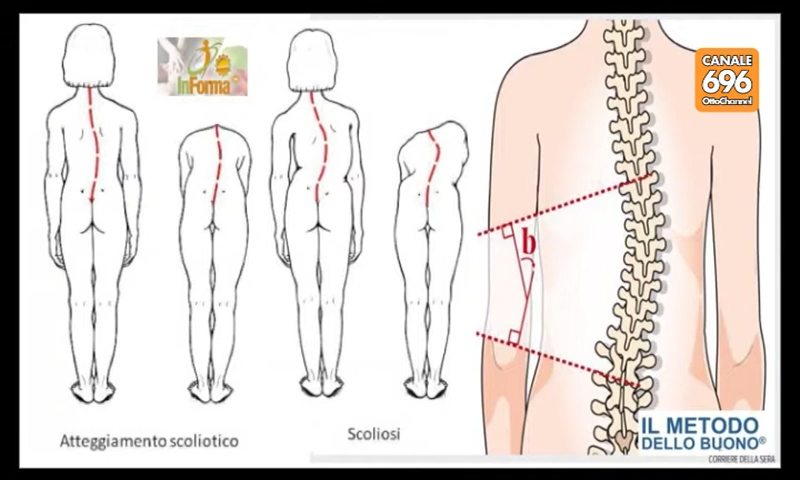 InForma
CANALE
696
OttoChannel
b
Atteggiamento scoliotico
Scoliosi
IL METODO
DELLO BUONO®
CORRIERE DELLA SERA